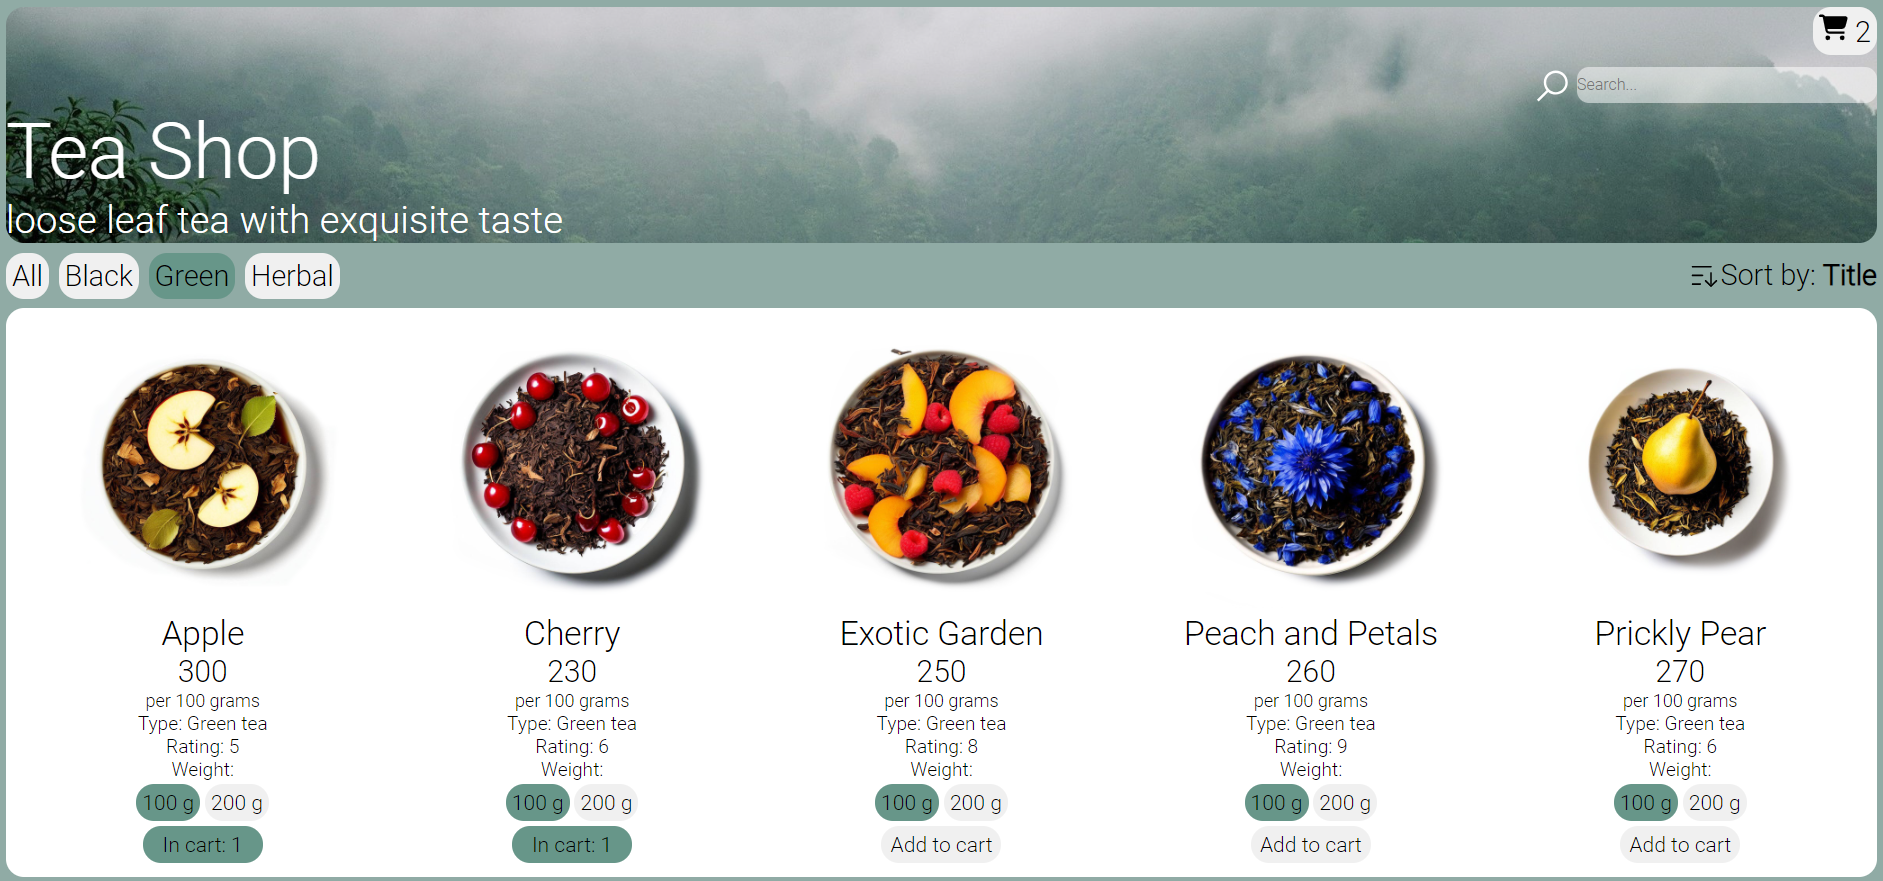 2
Search...
Tea Shop
loose leaf tea with exquisite taste
All Black Green Herbal Sort by: Title
Apple Cherry Exotic Garden Peach and Petals Prickly Pear
300 230 250 260 270
per 100 grams per 100 grams per 100 grams per 100 grams per 100 grams
Type: Green tea Type: Green tea Type: Green tea Type: Green tea Type: Green tea
Rating: 5 Rating: 6 Rating: 8 Rating: 9 Rating: 6
Weight: Weight: Weight: Weight: Weight:
100 g 200 g 100 g 200 g 100 g 200 g 100 g 200 g 100 g 200 g
In cart: 1 In cart: 1 Add to cart Add to cart Add to cart